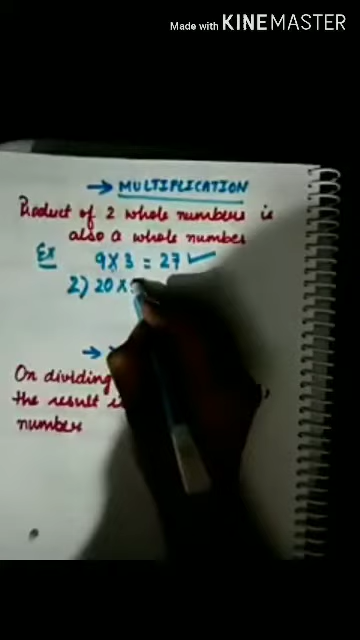 Made with KINEMASTER
→ MULTIPLICATION
Product of 2 whole numbers is
also a whole number
Ex 9 x 3 = 27 ✓
2) 20 x
→
On dividing
the result
number